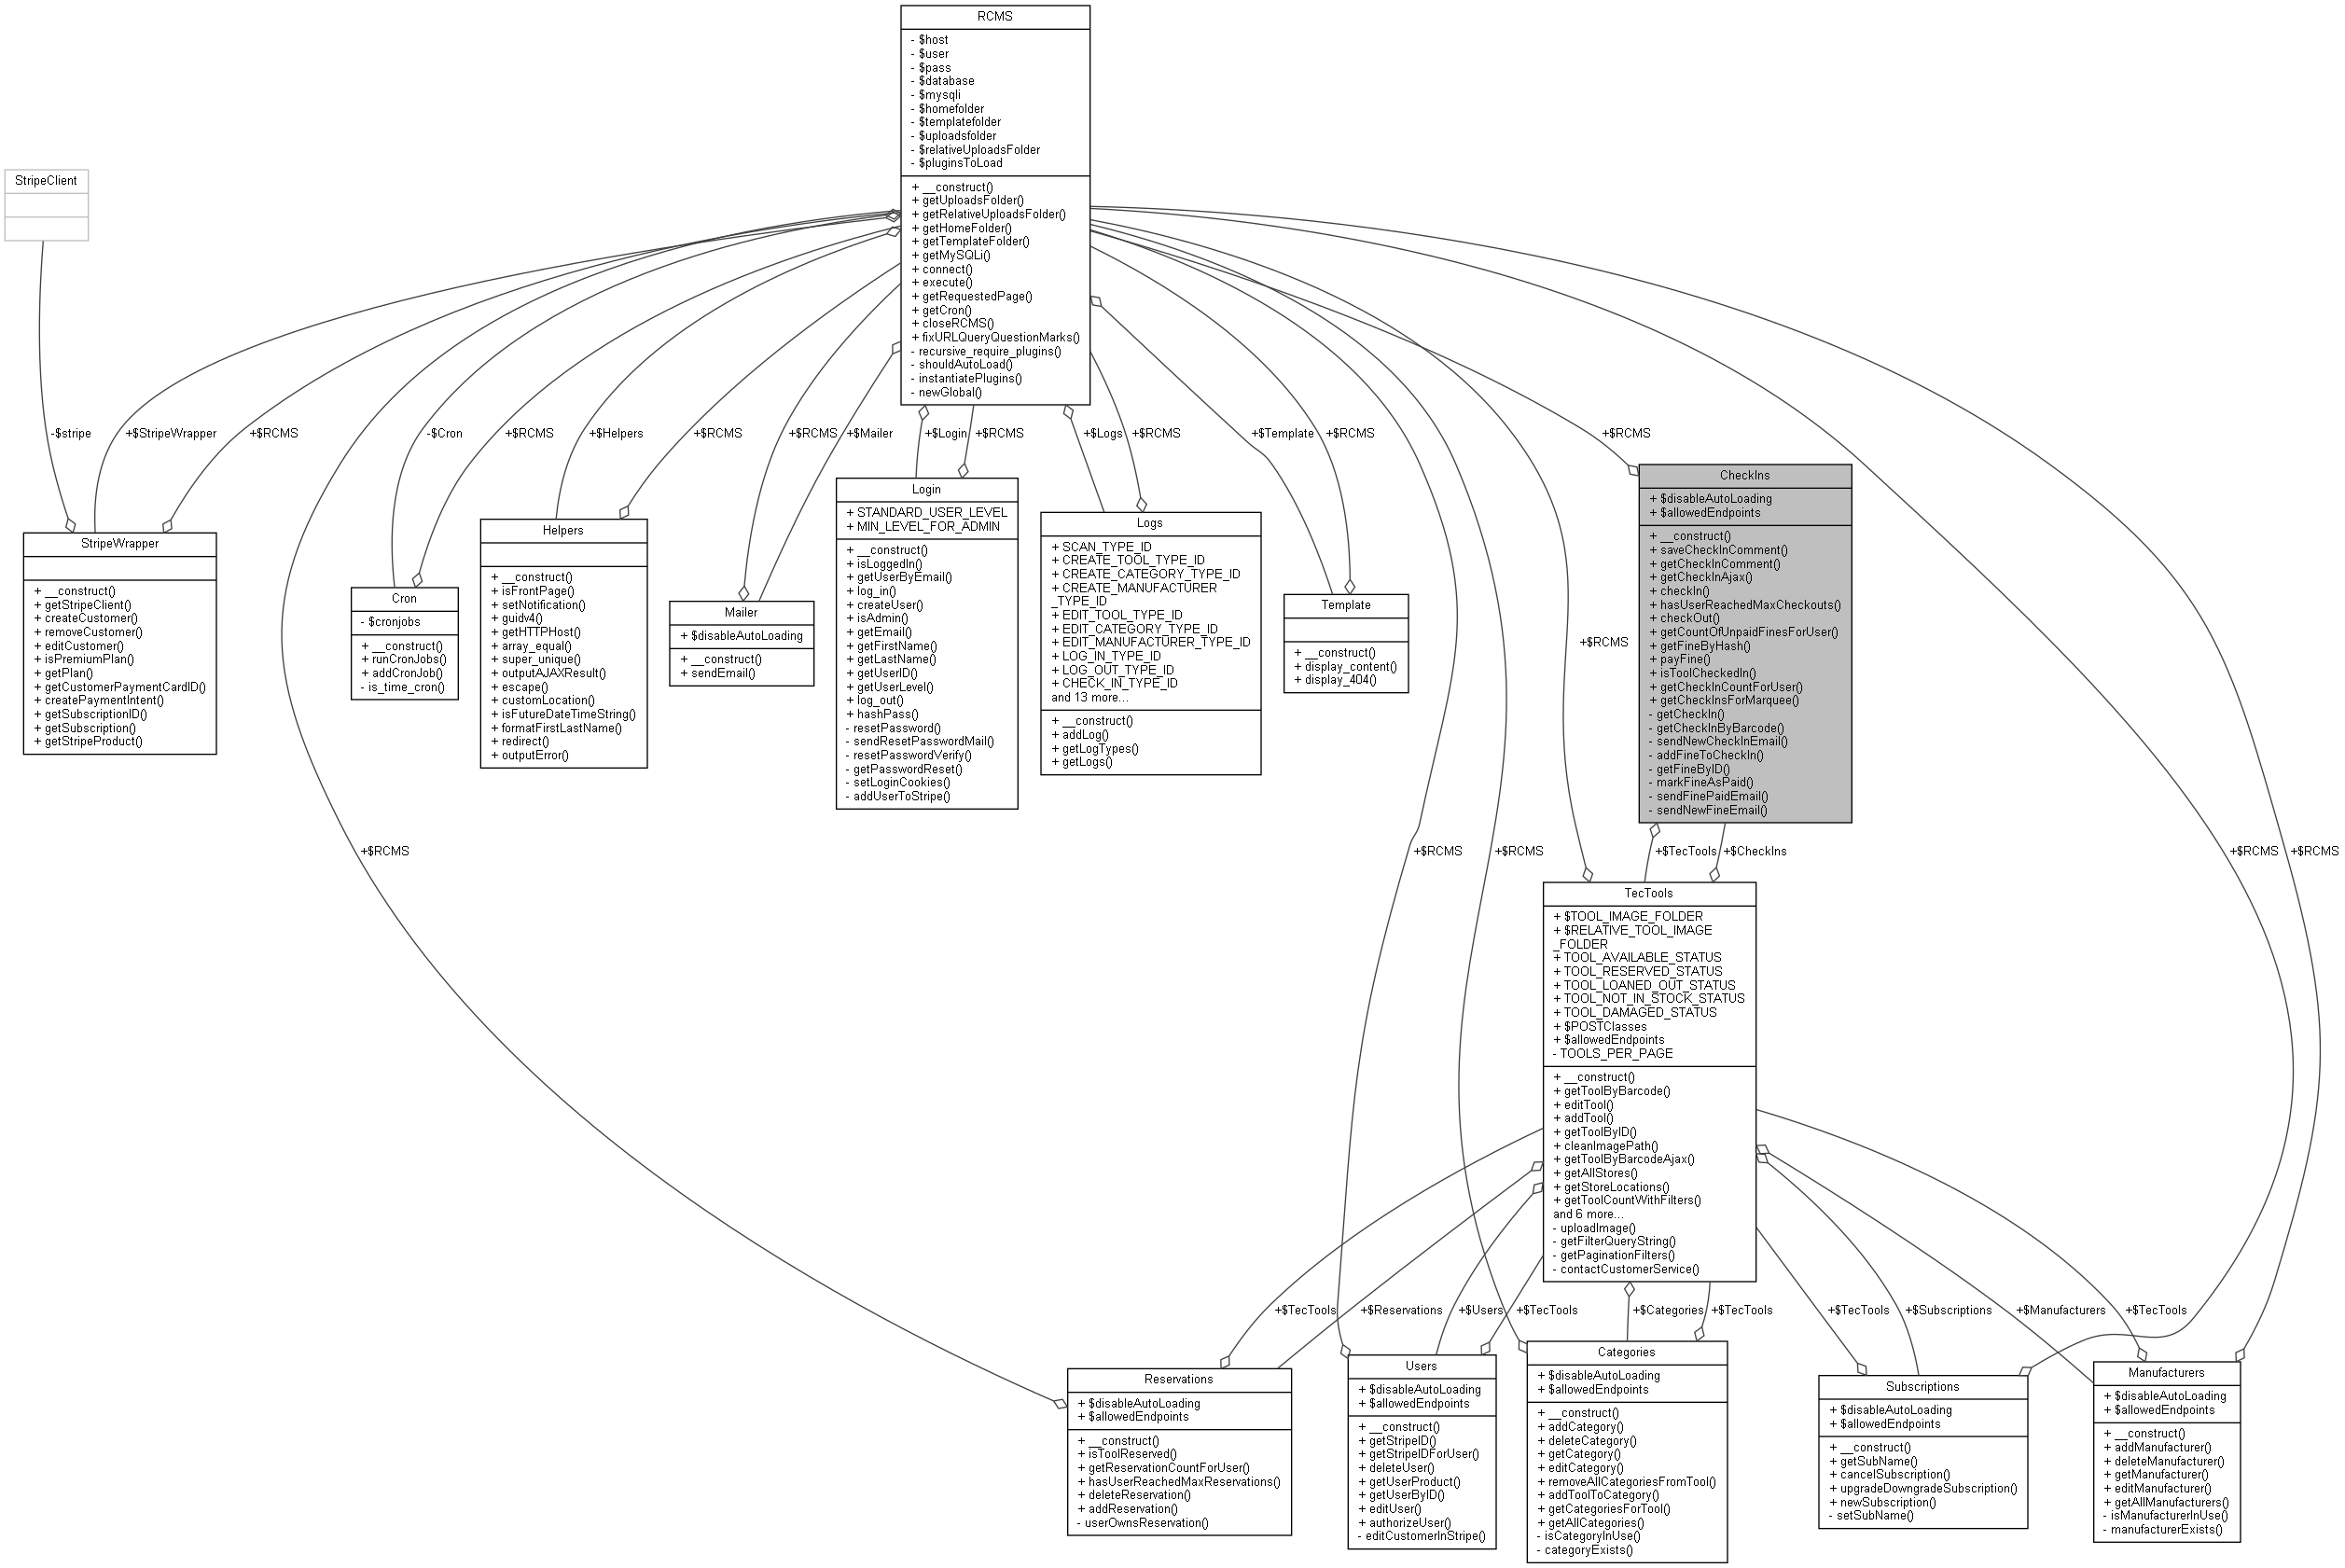 RCMS
- $host
- $user
- $pass
- $database
- $mysqli
- $homefolder
- $templatefolder
- $uploadsfolder
- $relativeUploadsFolder
- $pluginsToLoad
+ __construct()
+ getUploadsFolder()
+ getRelativeUploadsFolder()
+ getHomeFolder()
+ getTemplateFolder()
+ getMySQLi()
+ connect()
+ execute()
+ getRequestedPage()
+ getCron()
+ closeRCMS()
+ fixURLQueryQuestionMarks()
- recursive_require_plugins()
- shouldAutoLoad()
- instantiatePlugins()
- newGlobal()
StripeClient
-$stripe
+$StripeWrapper
+$RCMS
-$Cron
+$RCMS
+$Helpers
+$RCMS
+$RCMS
+$Mailer
+$Login
+$RCMS
+$Logs
+$RCMS
+$Template
+$RCMS
+$RCMS
StripeWrapper
+ __construct()
+ getStripeClient()
+ createCustomer()
+ removeCustomer()
+ editCustomer()
+ isPremiumPlan()
+ getPlan()
+ getCustomerPaymentCardID()
+ createPaymentIntent()
+ getSubscriptionID()
+ getSubscription()
+ getStripeProduct()
Cron
- $cronjobs
+ __construct()
+ runCronJobs()
+ addCronJob()
- is_time_cron()
Helpers
+ __construct()
+ isFrontPage()
+ setNotification()
+ guidv4()
+ getHTTPHost()
+ array_equal()
+ super_unique()
+ outputAJAXResult()
+ escape()
+ customLocation()
+ isFutureDateTimeString()
+ formatFirstLastName()
+ redirect()
+ outputError()
Mailer
+ $disableAutoLoading
+ __construct()
+ sendEmail()
Login
+ STANDARD_USER_LEVEL
+ MIN_LEVEL_FOR_ADMIN
+ __construct()
+ isLoggedIn()
+ getUserByEmail()
+ log_in()
+ createUser()
+ isAdmin()
+ getEmail()
+ getFirstName()
+ getLastName()
+ getUserID()
+ getUserLevel()
+ log_out()
+ hashPass()
- resetPassword()
- sendResetPasswordMail()
- resetPasswordVerify()
- getPasswordReset()
- setLoginCookies()
- addUserToStripe()
Logs
+ SCAN_TYPE_ID
+ CREATE_TOOL_TYPE_ID
+ CREATE_CATEGORY_TYPE_ID
+ CREATE_MANUFACTURER
_TYPE_ID
+ EDIT_TOOL_TYPE_ID
+ EDIT_CATEGORY_TYPE_ID
+ EDIT_MANUFACTURER_TYPE_ID
+ LOG_IN_TYPE_ID
+ LOG_OUT_TYPE_ID
+ CHECK_IN_TYPE_ID
and 13 more...
+ __construct()
+ addLog()
+ getLogTypes()
+ getLogs()
Template
+ __construct()
+ display_content()
+ display_404()
CheckIns
+ $disableAutoLoading
+ $allowedEndpoints
+ __construct()
+ saveCheckInComment()
+ getCheckInComment()
+ getCheckInAjax()
+ checkIn()
+ hasUserReachedMaxCheckouts()
+ checkOut()
+ getCountOfUnpaidFinesForUser()
+ getFineByHash()
+ payFine()
+ isToolCheckedIn()
+ getCheckInCountForUser()
+ getCheckInsForMarquee()
- getCheckIn()
- getCheckInByBarcode()
- sendNewCheckInEmail()
- addFineToCheckIn()
- getFineByID()
- markFineAsPaid()
- sendFinePaidEmail()
- sendNewFineEmail()
+$RCMS
+$RCMS
+$RCMS
+$RCMS
+$TecTools
+$CheckIns
+$RCMS
+$RCMS
TecTools
+ $TOOL_IMAGE_FOLDER
+ $RELATIVE_TOOL_IMAGE
_FOLDER
+ TOOL_AVAILABLE_STATUS
+ TOOL_RESERVED_STATUS
+ TOOL_LOANED_OUT_STATUS
+ TOOL_NOT_IN_STOCK_STATUS
+ TOOL_DAMAGED_STATUS
+ $POSTClasses
+ $allowedEndpoints
- TOOLS_PER_PAGE
+ __construct()
+ getToolByBarcode()
+ editTool()
+ addTool()
+ getToolByID()
+ cleanImagePath()
+ getToolByBarcodeAjax()
+ getAllStores()
+ getStoreLocations()
+ getToolCountWithFilters()
and 6 more...
- uploadImage()
- getFilterQueryString()
- getPaginationFilters()
- contactCustomerService()
+$TecTools
+$Reservations
+$Users
+$TecTools
+$Categories
+$TecTools
+$TecTools
+$Subscriptions
+$Manufacturers
+$TecTools
Reservations
+ $disableAutoLoading
+ $allowedEndpoints
+ __construct()
+ isToolReserved()
+ getReservationCountForUser()
+ hasUserReachedMaxReservations()
+ deleteReservation()
+ addReservation()
- userOwnsReservation()
Users
+ $disableAutoLoading
+ $allowedEndpoints
+ __construct()
+ getStripeID()
+ getStripeIDForUser()
+ deleteUser()
+ getUserProduct()
+ getUserByID()
+ editUser()
+ authorizeUser()
- editCustomerInStripe()
Categories
+ $disableAutoLoading
+ $allowedEndpoints
+ __construct()
+ addCategory()
+ deleteCategory()
+ getCategory()
+ editCategory()
+ removeAllCategoriesFromTool()
+ addToolToCategory()
+ getCategoriesForTool()
+ getAllCategories()
- isCategoryInUse()
- categoryExists()
Subscriptions
+ $disableAutoLoading
+ $allowedEndpoints
+ __construct()
+ getSubName()
+ cancelSubscription()
+ upgradeDowngradeSubscription()
+ newSubscription()
- setSubName()
Manufacturers
+ $disableAutoLoading
+ $allowedEndpoints
+ __construct()
+ addManufacturer()
+ deleteManufacturer()
+ getManufacturer()
+ editManufacturer()
+ getAllManufacturers()
- isManufacturerInUse()
- manufacturerExists()